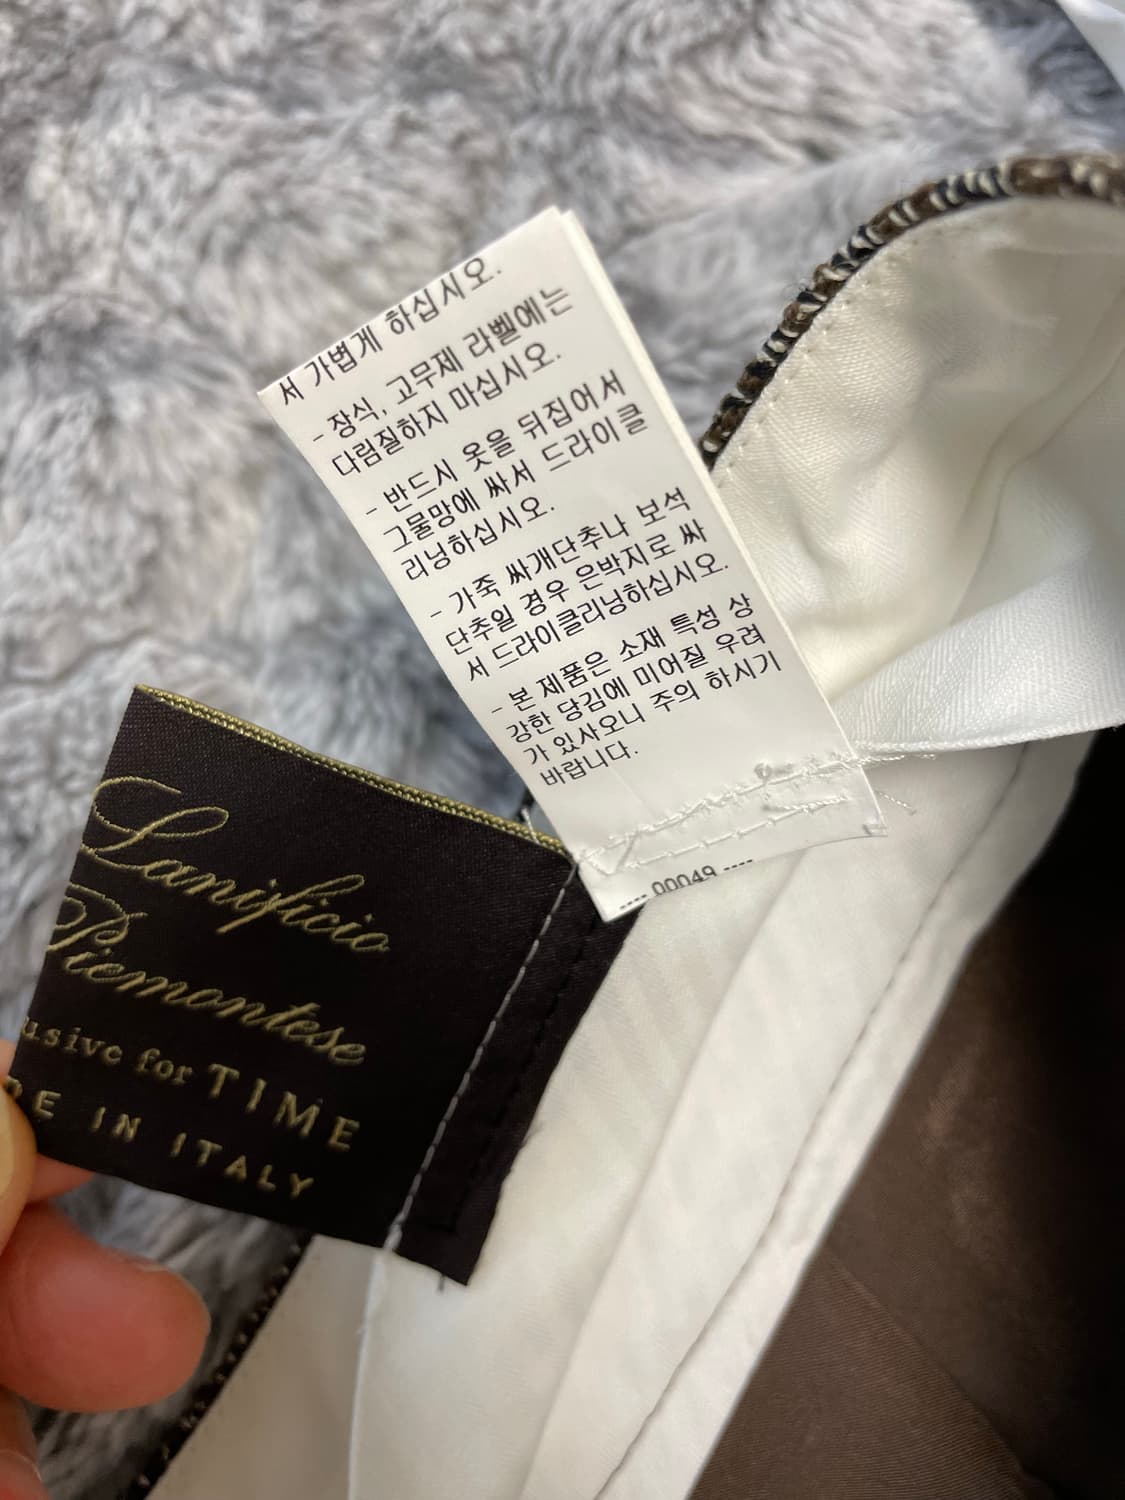 서 가볍게 하십시오.
- 장식, 고무제 라벨에는
다림질하지 마십시오.
- 반드시 옷을 뒤집어서
그물망에 싸서 드라이클
리닝하십시오.
- 가죽 싸개단추나 보석
단추일 경우 은박지로 싸
서 드라이클리닝하십시오.
- 본 제품은 소재 특성 상
강한 당김에 미어질 우려
가 있사오니 주의 하시기
바랍니다.
---- 00049 ----
Lanificio
Piemontese
usive for TIME
DE IN ITALY